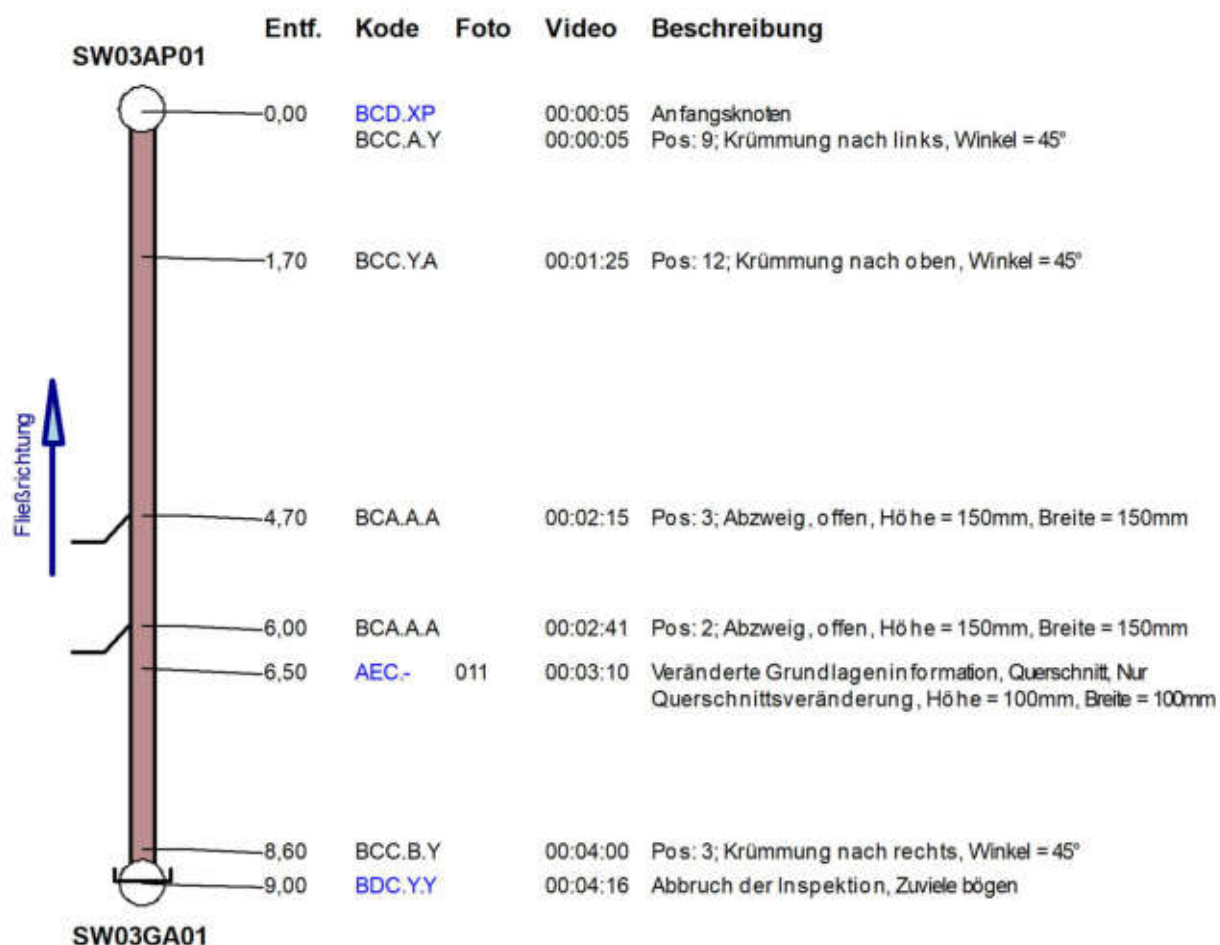 Entf. Kode Foto Video Beschreibung
SW03AP01
0,00 BCD.XP 00:00:05 Anfangsknoten
BCC.A.Y 00:00:05 Pos: 9; Krümmung nach links, Winkel = 45°
1,70 BCC.Y.A 00:01:25 Pos: 12; Krümmung nach oben, Winkel = 45°
Fließrichtung
4,70 BCA.A.A 00:02:15 Pos: 3; Abzweig, offen, Höhe = 150mm, Breite = 150mm
6,00 BCA.A.A 00:02:41 Pos: 2; Abzweig, offen, Höhe = 150mm, Breite = 150mm
6,50 AEC.- 011 00:03:10 Veränderte Grundlageninformation, Querschnitt, Nur
Querschnittsveränderung, Höhe = 100mm, Breite = 100mm
8,60 BCC.B.Y 00:04:00 Pos: 3; Krümmung nach rechts, Winkel = 45°
9,00 BDC.Y.Y 00:04:16 Abbruch der Inspektion, Zuviele bögen
SW03GA01